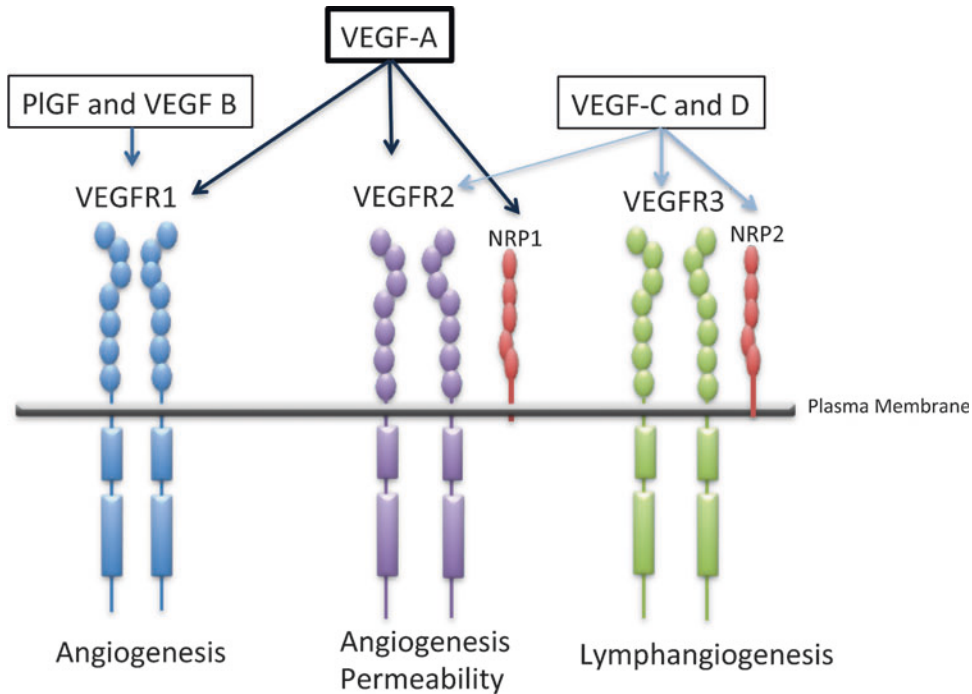 VEGF-A
PlGF and VEGF B
VEGF-C and D
VEGFR1
VEGFR2
VEGFR3
NRP1
NRP2
Plasma Membrane
Angiogenesis
Angiogenesis
Permeability
Lymphangiogenesis